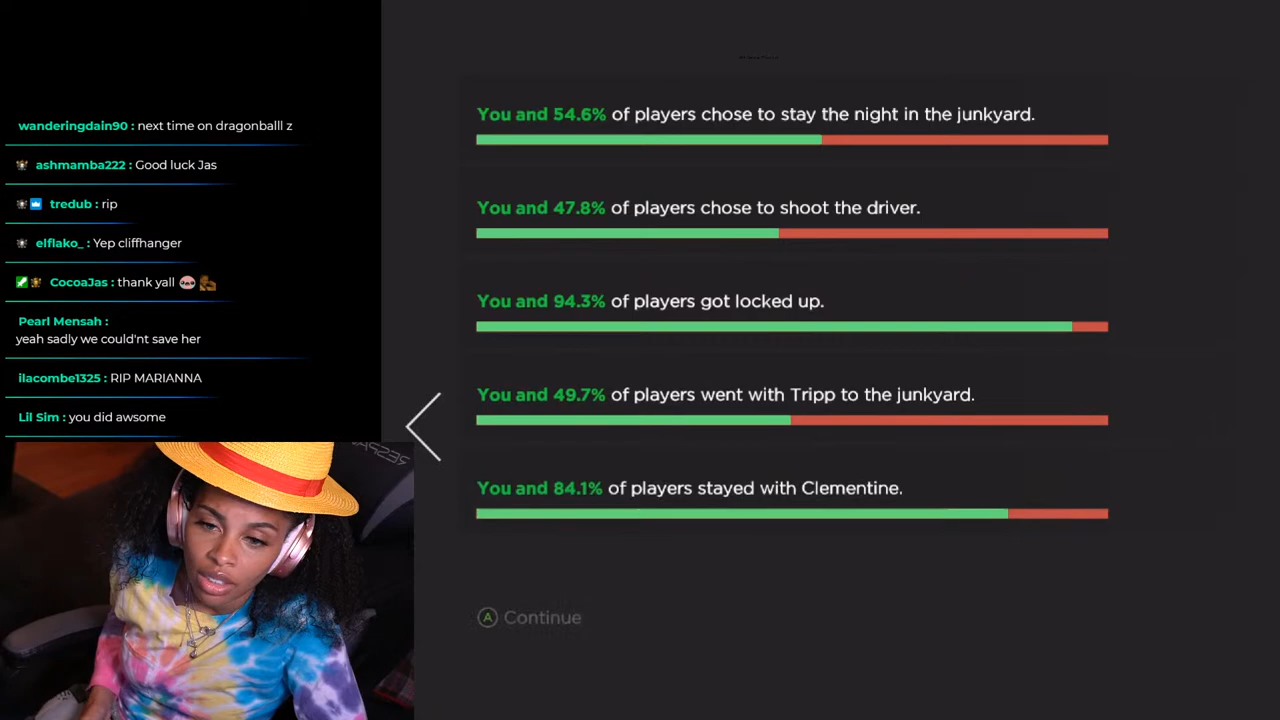 wanderingdain90 : next time on dragonballl z
ashmamba222 : Good luck Jas
tredub : rip
elflako_ : Yep cliffhanger
CocoaJas : thank yall
Pearl Mensah :
yeah sadly we could'nt save her
ilacombe1325 : RIP MARIANNA
Lil Sim : you did awsome
RESPA
You and 54.6% of players chose to stay the night in the junkyard.
You and 47.8% of players chose to shoot the driver.
You and 94.3% of players got locked up.
You and 49.7% of players went with Tripp to the junkyard.
You and 84.1% of players stayed with Clementine.
A Continue